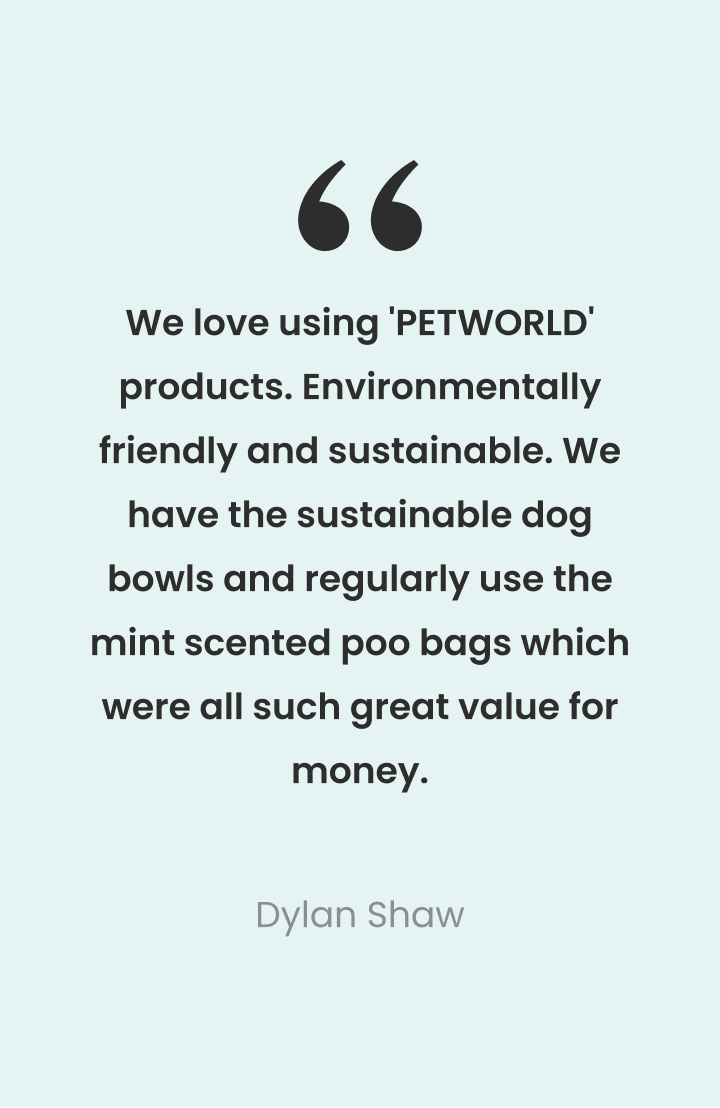 “
We love using 'PETWORLD'
products. Environmentally
friendly and sustainable. We
have the sustainable dog
bowls and regularly use the
mint scented poo bags which
were all such great value for
money.
Dylan Shaw